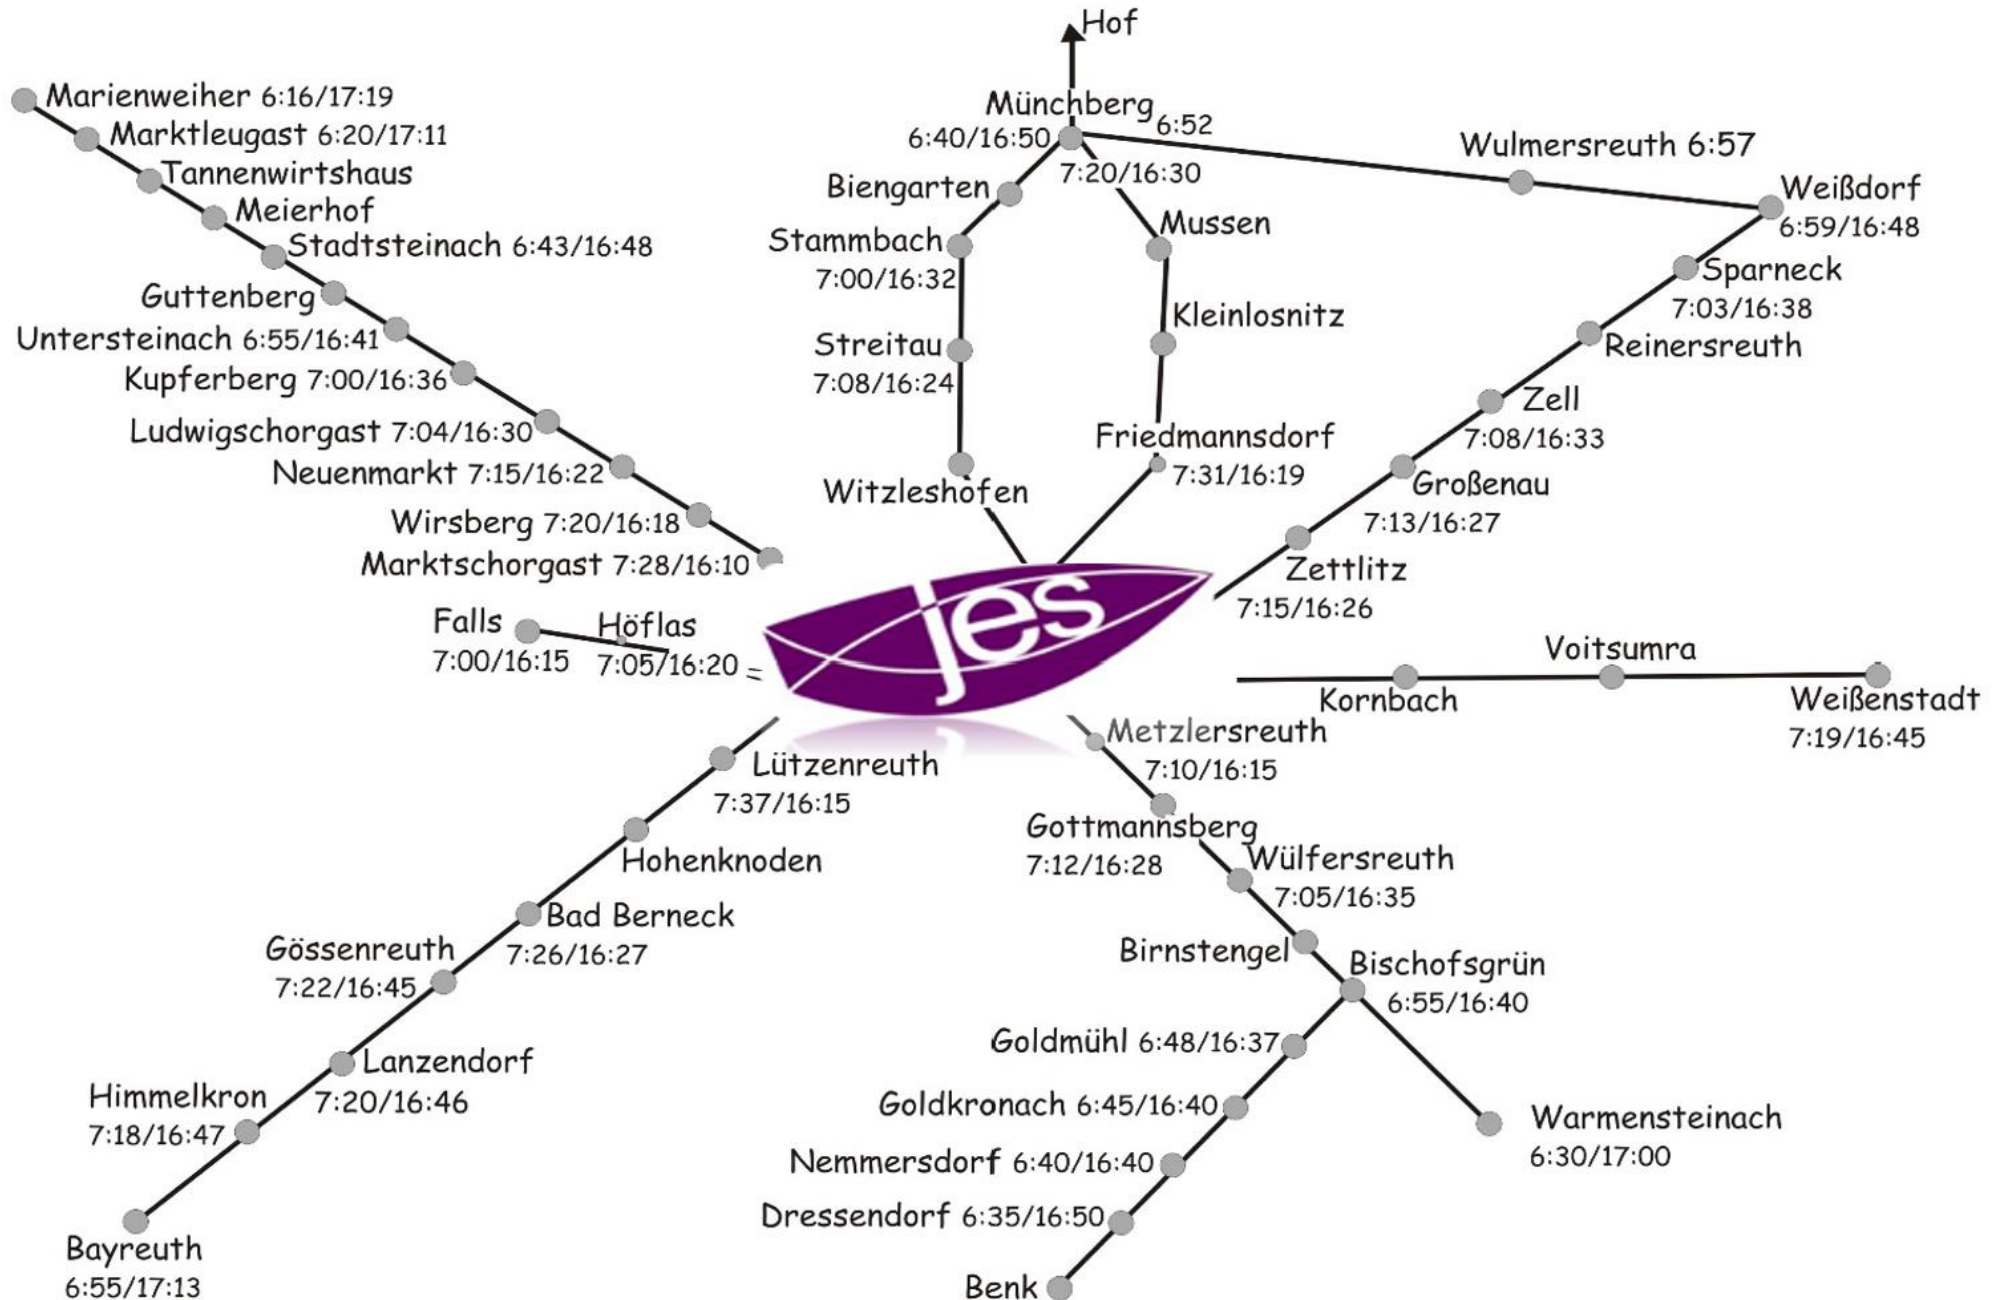 Hof
Marienweiher 6:16/17:19
Marktleugast 6:20/17:11
Tannenwirtshaus
Meierhof
Stadtsteinach 6:43/16:48
Guttenberg
Untersteinach 6:55/16:41
Kupferberg 7:00/16:36
Ludwigschorgast 7:04/16:30
Neuenmarkt 7:15/16:22
Wirsberg 7:20/16:18
Marktschorgast 7:28/16:10
Münchberg
6:40/16:50
6:52
7:20/16:30
Biengarten
Stammbach
7:00/16:32
Streitau
7:08/16:24
Witzleshofen
Mussen
Kleinlosnitz
Friedmannsdorf
7:31/16:19
Wulmersreuth 6:57
Weißdorf
6:59/16:48
Sparneck
7:03/16:38
Reinersreuth
Zell
7:08/16:33
Großenau
7:13/16:27
Zettlitz
7:15/16:26
Falls
7:00/16:15
Höflas
7:05/16:20
jes
Voitsumra
Kornbach
Weißenstadt
7:19/16:45
Lützenreuth
7:37/16:15
Hohenknoden
Bad Berneck
7:26/16:27
Gössenreuth
7:22/16:45
Lanzendorf
7:20/16:46
Himmelkron
7:18/16:47
Bayreuth
6:55/17:13
Metzlersreuth
7:10/16:15
Gottmannsberg
7:12/16:28
Wülfersreuth
7:05/16:35
Birnstengel
Bischofsgrün
6:55/16:40
Goldmühl 6:48/16:37
Goldkronach 6:45/16:40
Nemmersdorf 6:40/16:40
Dressendorf 6:35/16:50
Benk
Warmensteinach
6:30/17:00